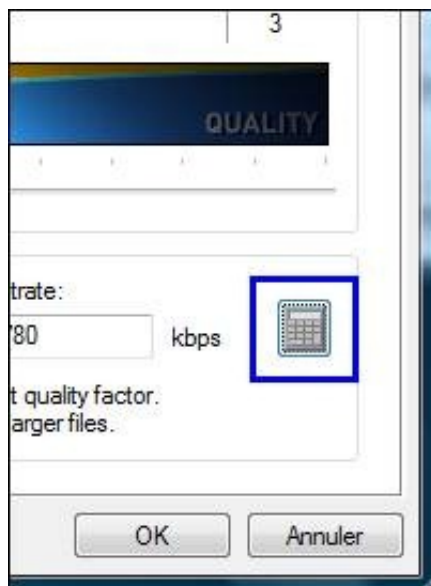 3
QUALITY
trate:
780 kbps
t quality factor.
arger files.
OK Annuler